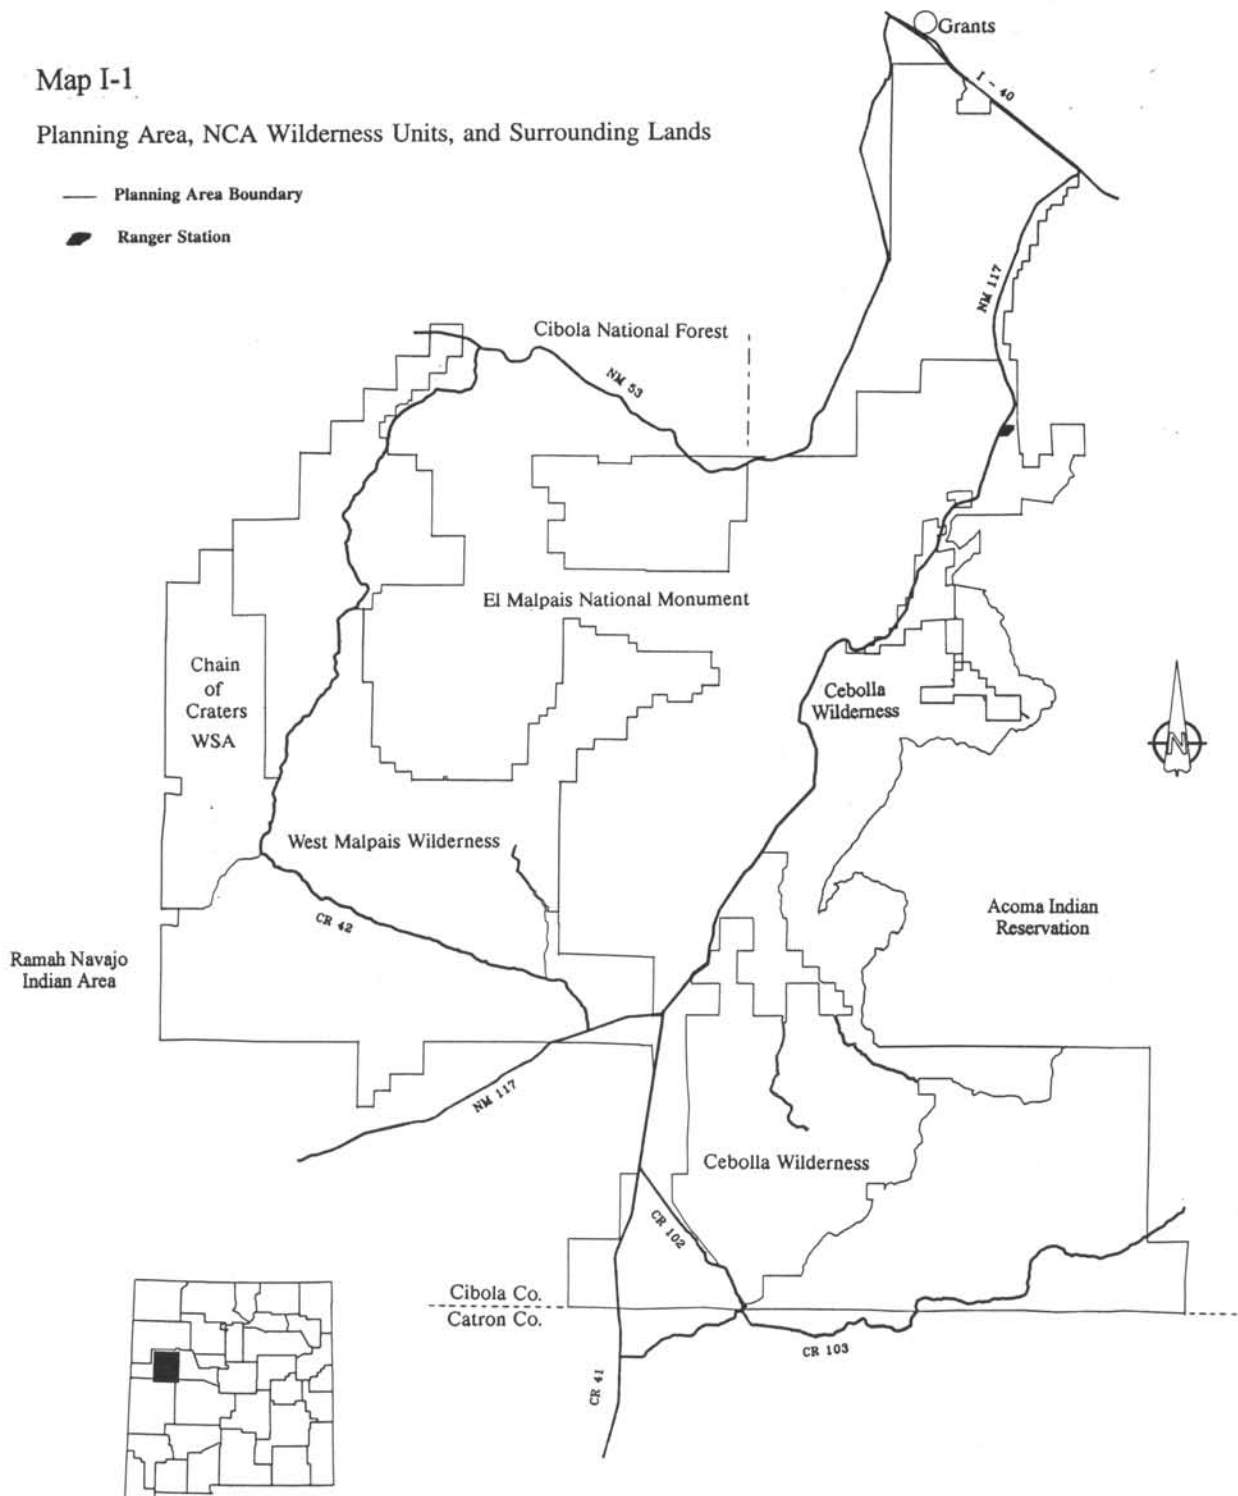 Grants
Map I-1
I - 40
Planning Area, NCA Wilderness Units, and Surrounding Lands
Planning Area Boundary
Ranger Station
NM 117
Cibola National Forest
NM 53
El Malpais National Monument
Chain
of
Craters
WSA
Cebolla
Wilderness
N
West Malpais Wilderness
CR 42
Acoma Indian
Reservation
Ramah Navajo
Indian Area
NM 117
Cebolla Wilderness
CR 102
Cibola Co.
Catron Co.
CR 103
CR 41